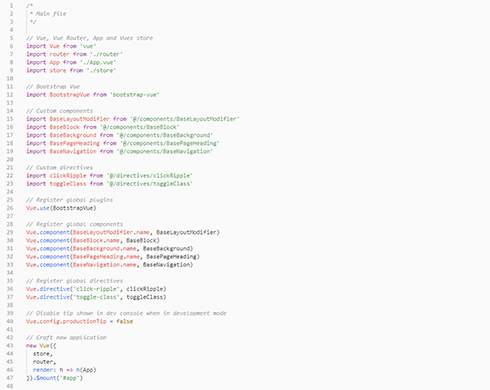 1 /*
2  * Main file
3  */
4
5 // Vue, Vue Router, App and Vuex store
6 import Vue from 'vue'
7 import router from './router'
8 import App from './App.vue'
9 import store from './store'
10
11 // Bootstrap Vue
12 import BootstrapVue from 'bootstrap-vue'
13
14 // Custom components
15 import BaseLayoutModifier from '@/components/BaseLayoutModifier'
16 import BaseBlock from '@/components/BaseBlock'
17 import BaseBackground from '@/components/BaseBackground'
18 import BasePageHeading from '@/components/BasePageHeading'
19 import BaseNavigation from '@/components/BaseNavigation'
20
21 // Custom directives
22 import clickRipple from '@/directives/clickRipple'
23 import toggleClass from '@/directives/toggleClass'
24
25 // Register global plugins
26 Vue.use(BootstrapVue)
27
28 // Register global components
29 Vue.component(BaseLayoutModifier.name, BaseLayoutModifier)
30 Vue.component(BaseBlock.name, BaseBlock)
31 Vue.component(BaseBackground.name, BaseBackground)
32 Vue.component(BasePageHeading.name, BasePageHeading)
33 Vue.component(BaseNavigation.name, BaseNavigation)
34
35 // Register global directives
36 Vue.directive('click-ripple', clickRipple)
37 Vue.directive('toggle-class', toggleClass)
38
39 // Disable tip shown in dev console when in development mode
40 Vue.config.productionTip = false
41
42 // Craft new application
43 new Vue({
44   store,
45   router,
46   render: h => h(App)
47 }).$mount('#app')
48